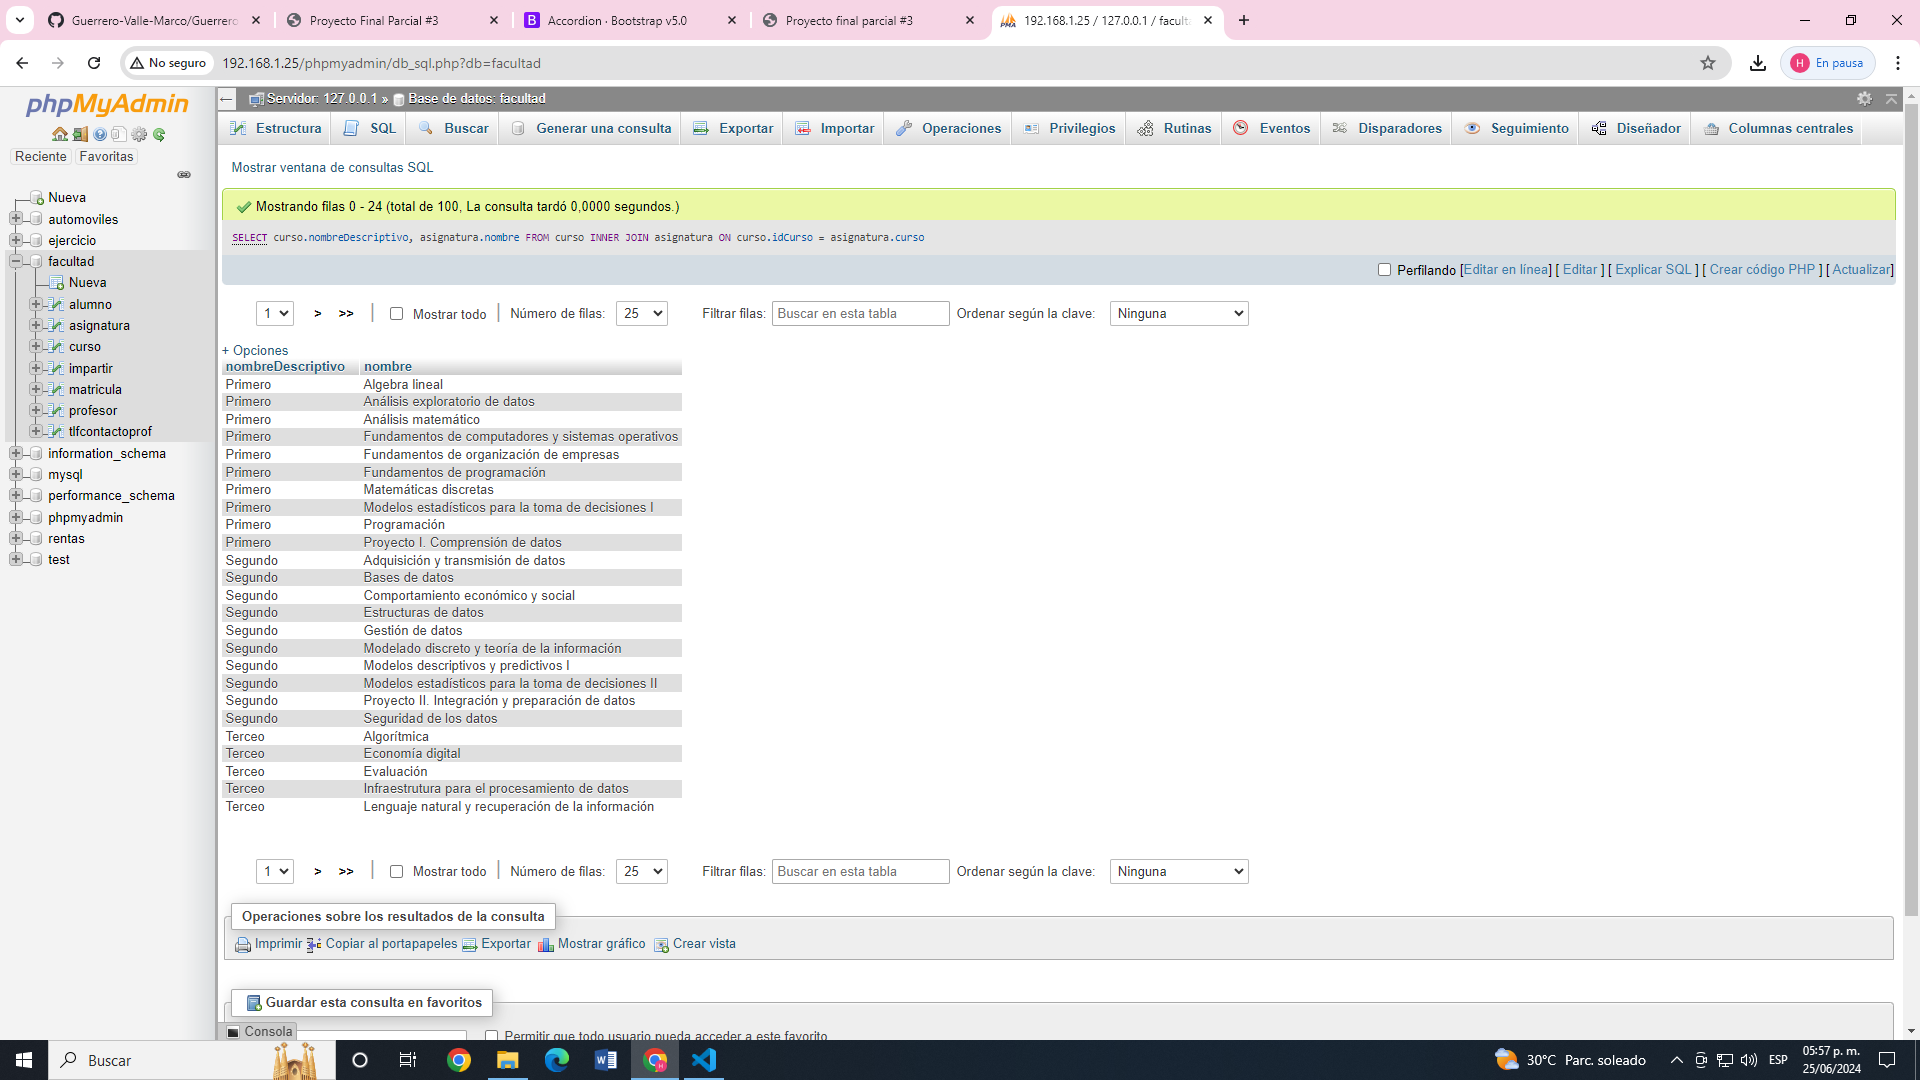 Guerrero-Valle-Marco/Guerrero
Proyecto Final Parcial #3
Accordion · Bootstrap v5.0
Proyecto final parcial #3
192.168.1.25 / 127.0.0.1 / facult
No seguro
192.168.1.25/phpmyadmin/db_sql.php?db=facultad
H En pausa
phpMyAdmin
Reciente Favoritas
Nueva
automoviles
ejercicio
facultad
Nueva
alumno
asignatura
curso
impartir
matricula
profesor
tlfcontactoprof
information_schema
mysql
performance_schema
phpmyadmin
rentas
test
Servidor: 127.0.0.1 » Base de datos: facultad
Estructura SQL Buscar Generar una consulta Exportar Importar Operaciones Privilegios Rutinas Eventos Disparadores Seguimiento Diseñador Columnas centrales
Mostrar ventana de consultas SQL
Mostrando filas 0 - 24 (total de 100, La consulta tardó 0,0000 segundos.)
SELECT curso.nombreDescriptivo, asignatura.nombre FROM curso INNER JOIN asignatura ON curso.idCurso = asignatura.curso
Perfilando [Editar en línea] [ Editar ] [ Explicar SQL ] [ Crear código PHP ] [ Actualizar]
1 > >> Mostrar todo Número de filas: 25 Filtrar filas: Buscar en esta tabla Ordenar según la clave: Ninguna
+ Opciones
nombreDescriptivo nombre
Primero Algebra lineal
Primero Análisis exploratorio de datos
Primero Análisis matemático
Primero Fundamentos de computadores y sistemas operativos
Primero Fundamentos de organización de empresas
Primero Fundamentos de programación
Primero Matemáticas discretas
Primero Modelos estadísticos para la toma de decisiones I
Primero Programación
Primero Proyecto I. Comprensión de datos
Segundo Adquisición y transmisión de datos
Segundo Bases de datos
Segundo Comportamiento económico y social
Segundo Estructuras de datos
Segundo Gestión de datos
Segundo Modelado discreto y teoría de la información
Segundo Modelos descriptivos y predictivos I
Segundo Modelos estadísticos para la toma de decisiones II
Segundo Proyecto II. Integración y preparación de datos
Segundo Seguridad de los datos
Terceo Algorítmica
Terceo Economía digital
Terceo Evaluación
Terceo Infraestrutura para el procesamiento de datos
Terceo Lenguaje natural y recuperación de la información
1 > >> Mostrar todo Número de filas: 25 Filtrar filas: Buscar en esta tabla Ordenar según la clave: Ninguna
Operaciones sobre los resultados de la consulta
Imprimir Copiar al portapapeles Exportar Mostrar gráfico Crear vista
Guardar esta consulta en favoritos
Consola
Permitir que todo usuario pueda acceder a este favorito
Buscar
30°C Parc. soleado
ESP
05:57 p. m.
25/06/2024